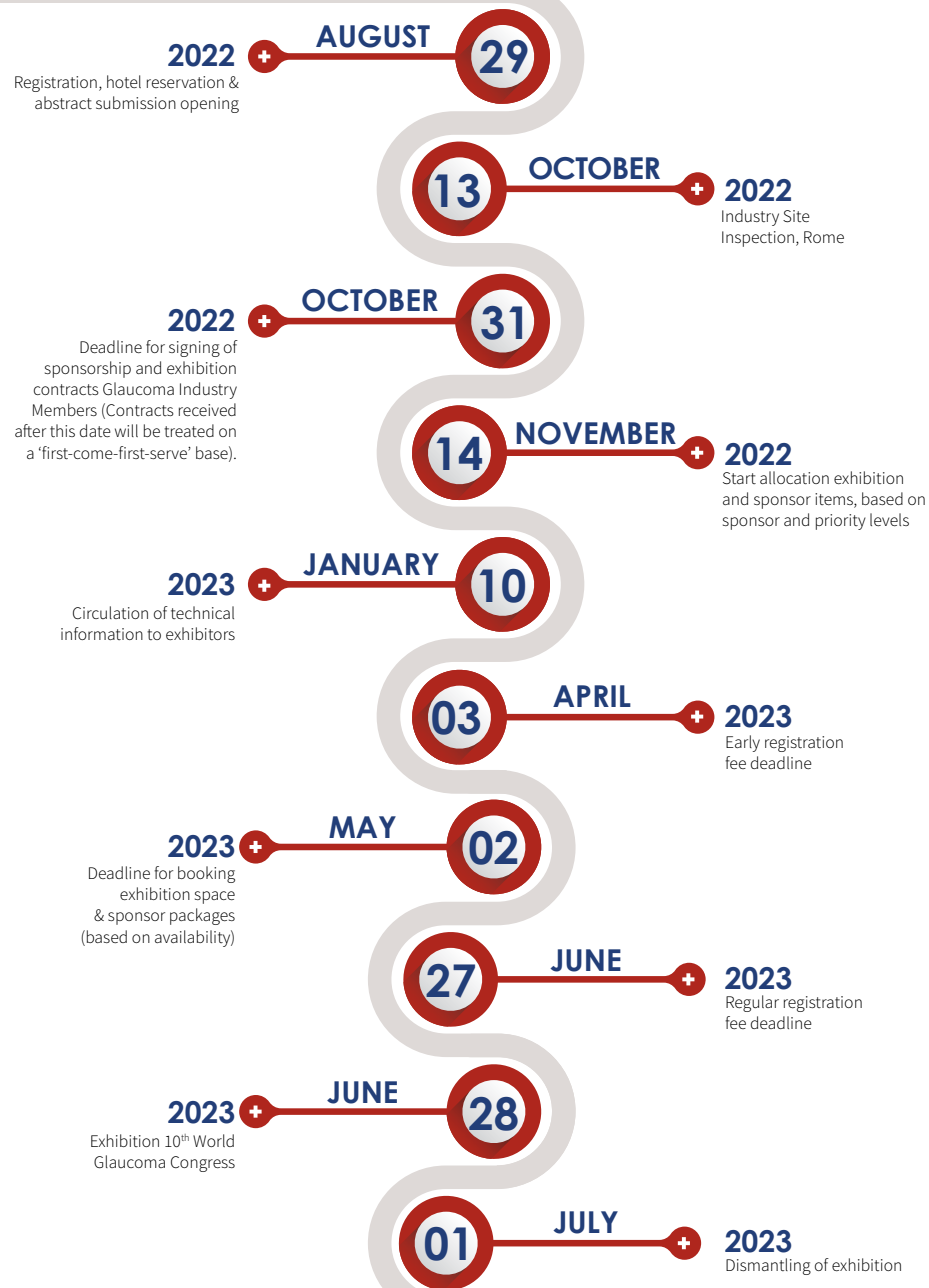 AUGUST
29
2022
Registration, hotel reservation &
abstract submission opening
OCTOBER
13
2022
Industry Site
Inspection, Rome
OCTOBER
31
2022
Deadline for signing of
sponsorship and exhibition
contracts Glaucoma Industry
Members (Contracts received
after this date will be treated on
a ‘first-come-first-serve’ base).
NOVEMBER
14
2022
Start allocation exhibition
and sponsor items, based on
sponsor and priority levels
JANUARY
10
2023
Circulation of technical
information to exhibitors
APRIL
03
2023
Early registration
fee deadline
MAY
02
2023
Deadline for booking
exhibition space
& sponsor packages
(based on availability)
JUNE
27
2023
Regular registration
fee deadline
JUNE
28
2023
Exhibition 10th World
Glaucoma Congress
JULY
01
2023
Dismantling of exhibition